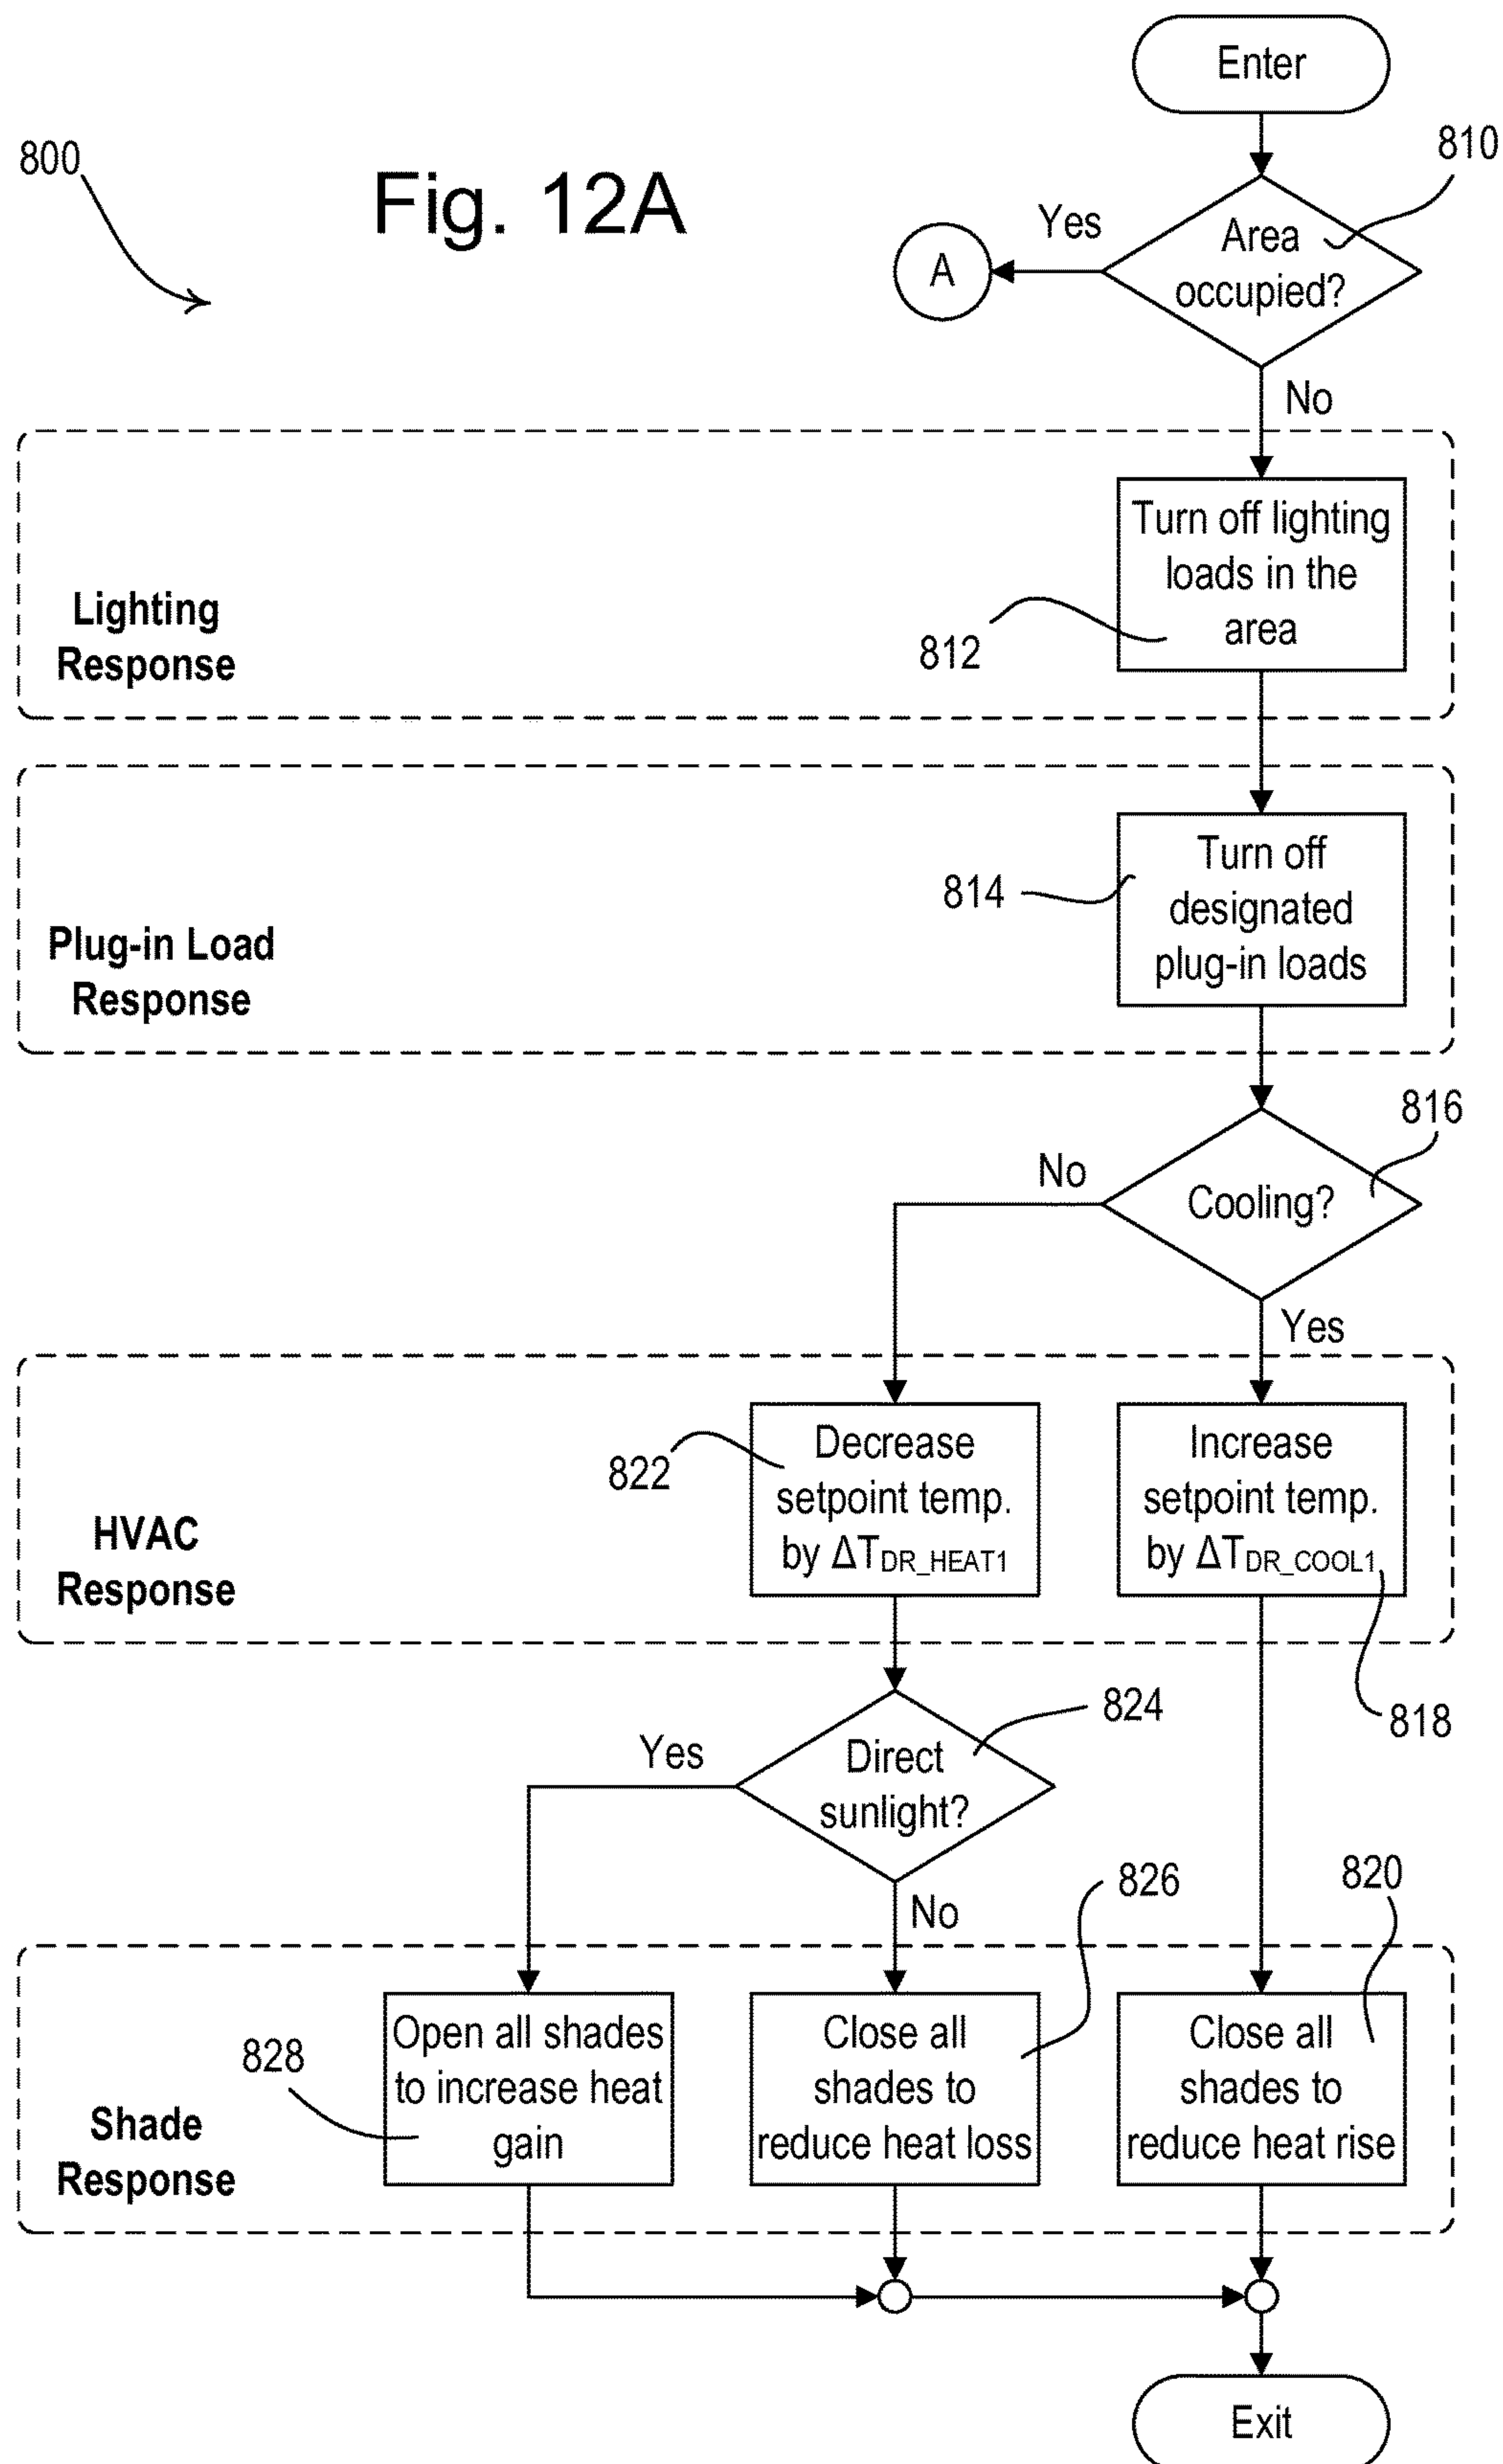 Enter
800
Fig. 12A
810
Yes
A
Area
occupied?
No
Turn off lighting
loads in the
area
812
Lighting
Response
Turn off
designated
plug-in loads
814
Plug-in Load
Response
816
No
Cooling?
Yes
Decrease
setpoint temp.
by ΔTDR_HEAT1
822
Increase
setpoint temp.
by ΔTDR_COOL1
HVAC
Response
818
824
Yes
Direct
sunlight?
No
826
820
Open all shades
to increase heat
gain
828
Close all
shades to
reduce heat loss
Close all
shades to
reduce heat rise
Shade
Response
Exit